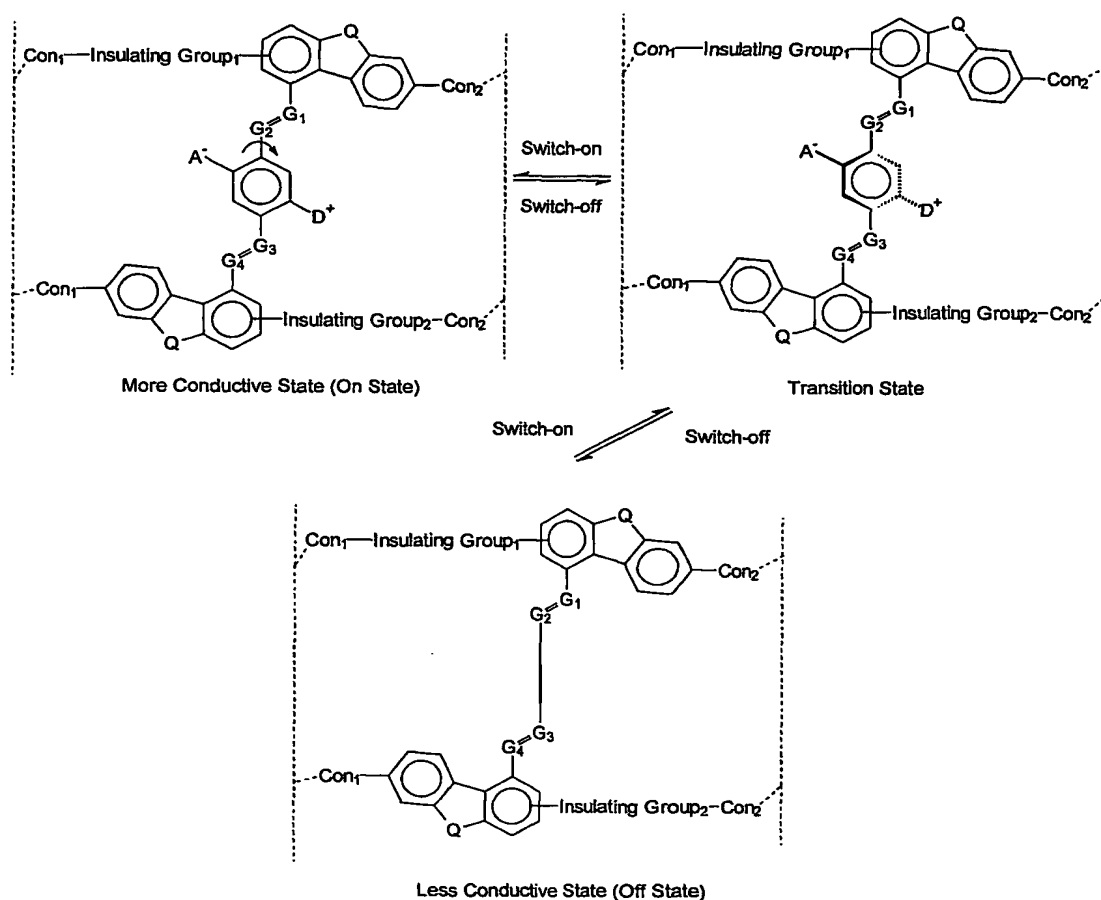 Q
Q
Con1—Insulating Group1
Con2
Con1—Insulating Group1
Con2
G2=G1
G2=G1
A-
Switch-on
A-
D+
Switch-off
D+
G4=G3
G4=G3
Con1
Con1
Insulating Group2–Con2
Insulating Group2–Con2
Q
Q
More Conductive State (On State)
Transition State
Switch-on
Switch-off
Q
Con1—Insulating Group1
Con2
G2=G1
G4=G3
Con1
Insulating Group2–Con2
Q
Less Conductive State (Off State)